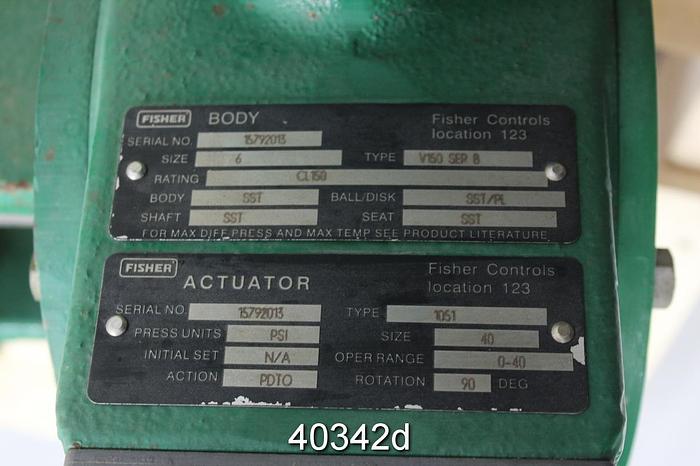 FISHER BODY Fisher Controls
location 123
SERIAL NO. 15792013
SIZE 6 TYPE V150 SER B
RATING CL150
BODY SST BALL/DISK SST/PL
SHAFT SST SEAT SST
FOR MAX DIFF PRESS AND MAX TEMP SEE PRODUCT LITERATURE
FISHER ACTUATOR Fisher Controls
location 123
SERIAL NO. 15792013 TYPE 1051
PRESS UNITS PSI SIZE 40
INITIAL SET N/A OPER RANGE 0-40
ACTION PDTO ROTATION 90 DEG
40342d